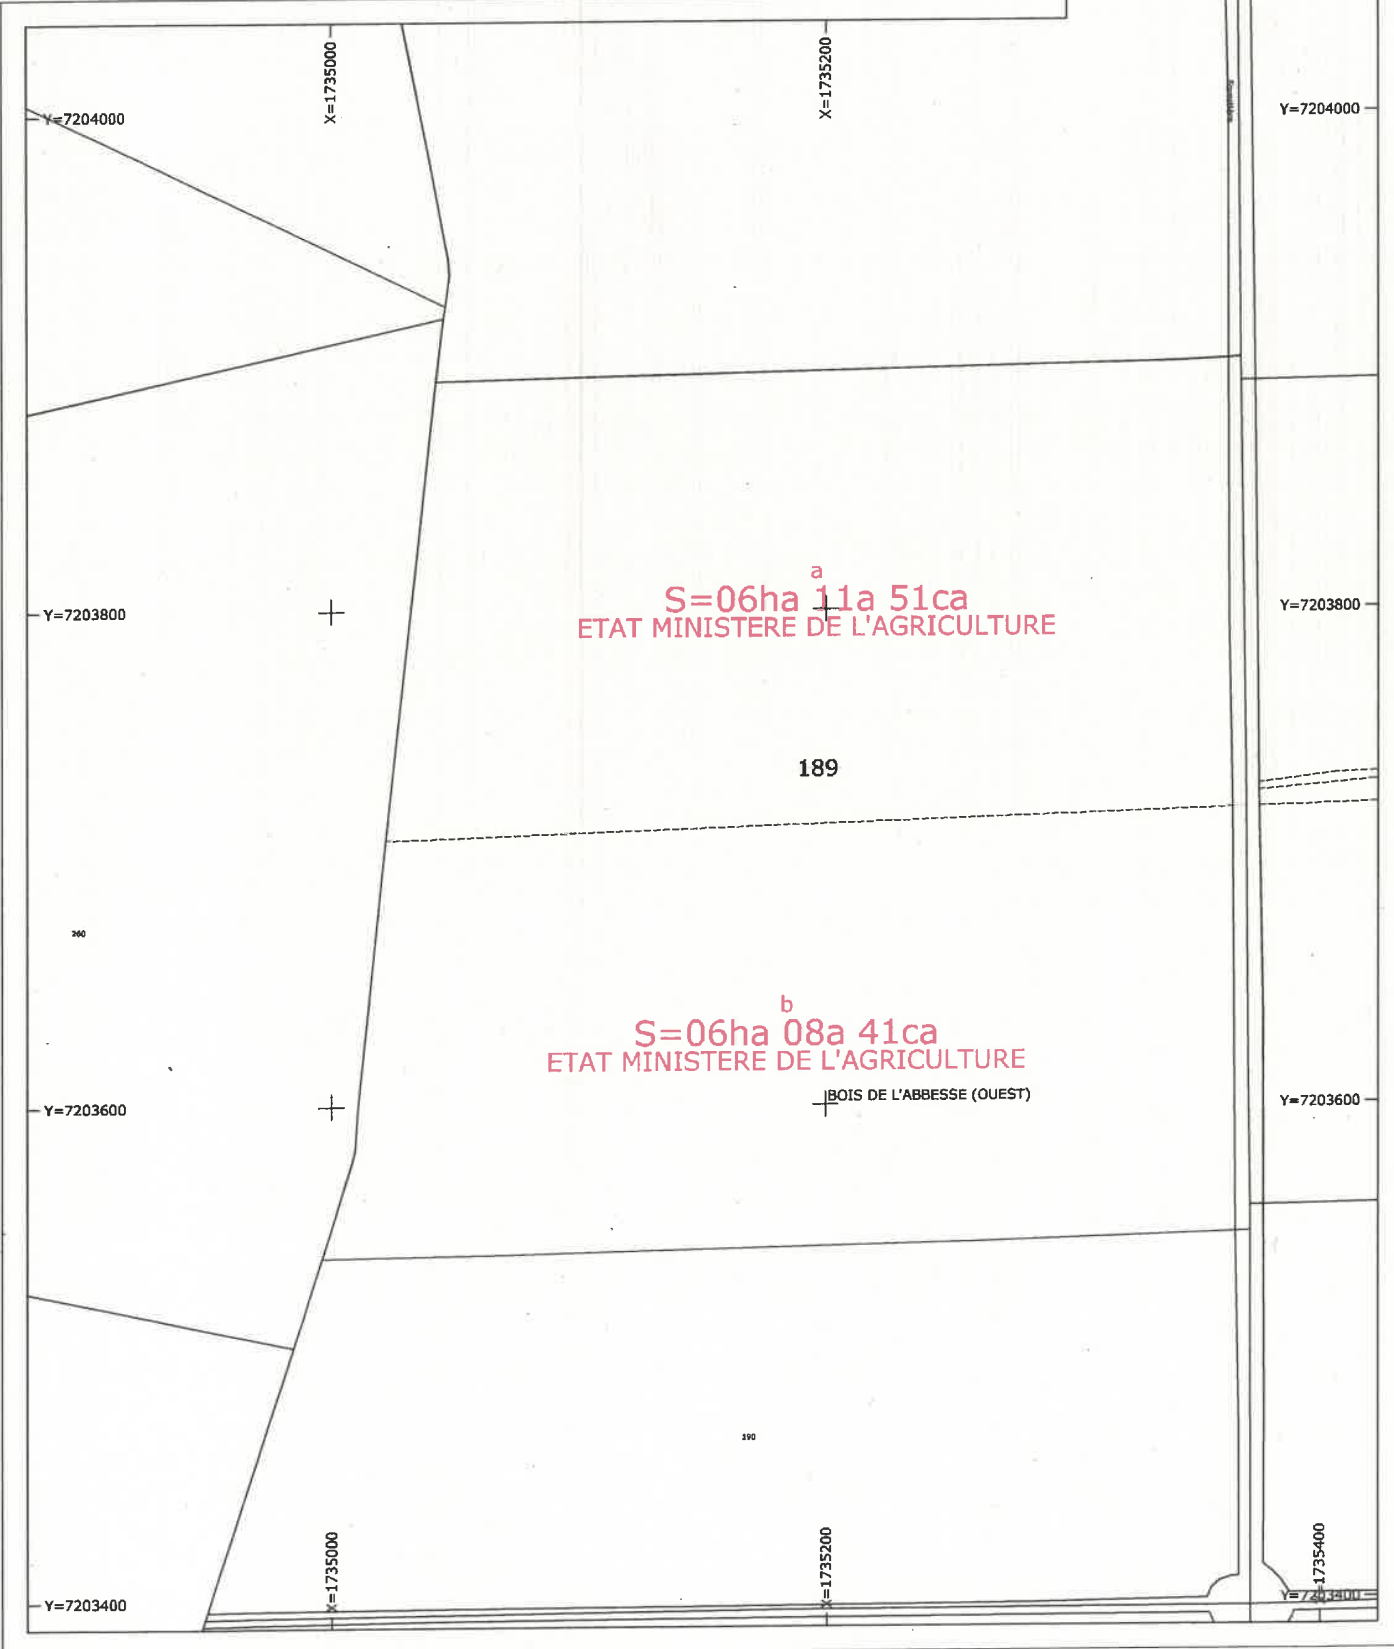 X=1735000
X=1735200
Y=7204000
Y=7204000
a
S=06ha 11a 51ca
ETAT MINISTERE DE L'AGRICULTURE
Y=7203800
Y=7203800
189
260
b
S=06ha 08a 41ca
ETAT MINISTERE DE L'AGRICULTURE
BOIS DE L'ABBESSE (OUEST)
Y=7203600
Y=7203600
190
X=1735000
X=1735200
X=1735400
Y=7203400
Y=7203400